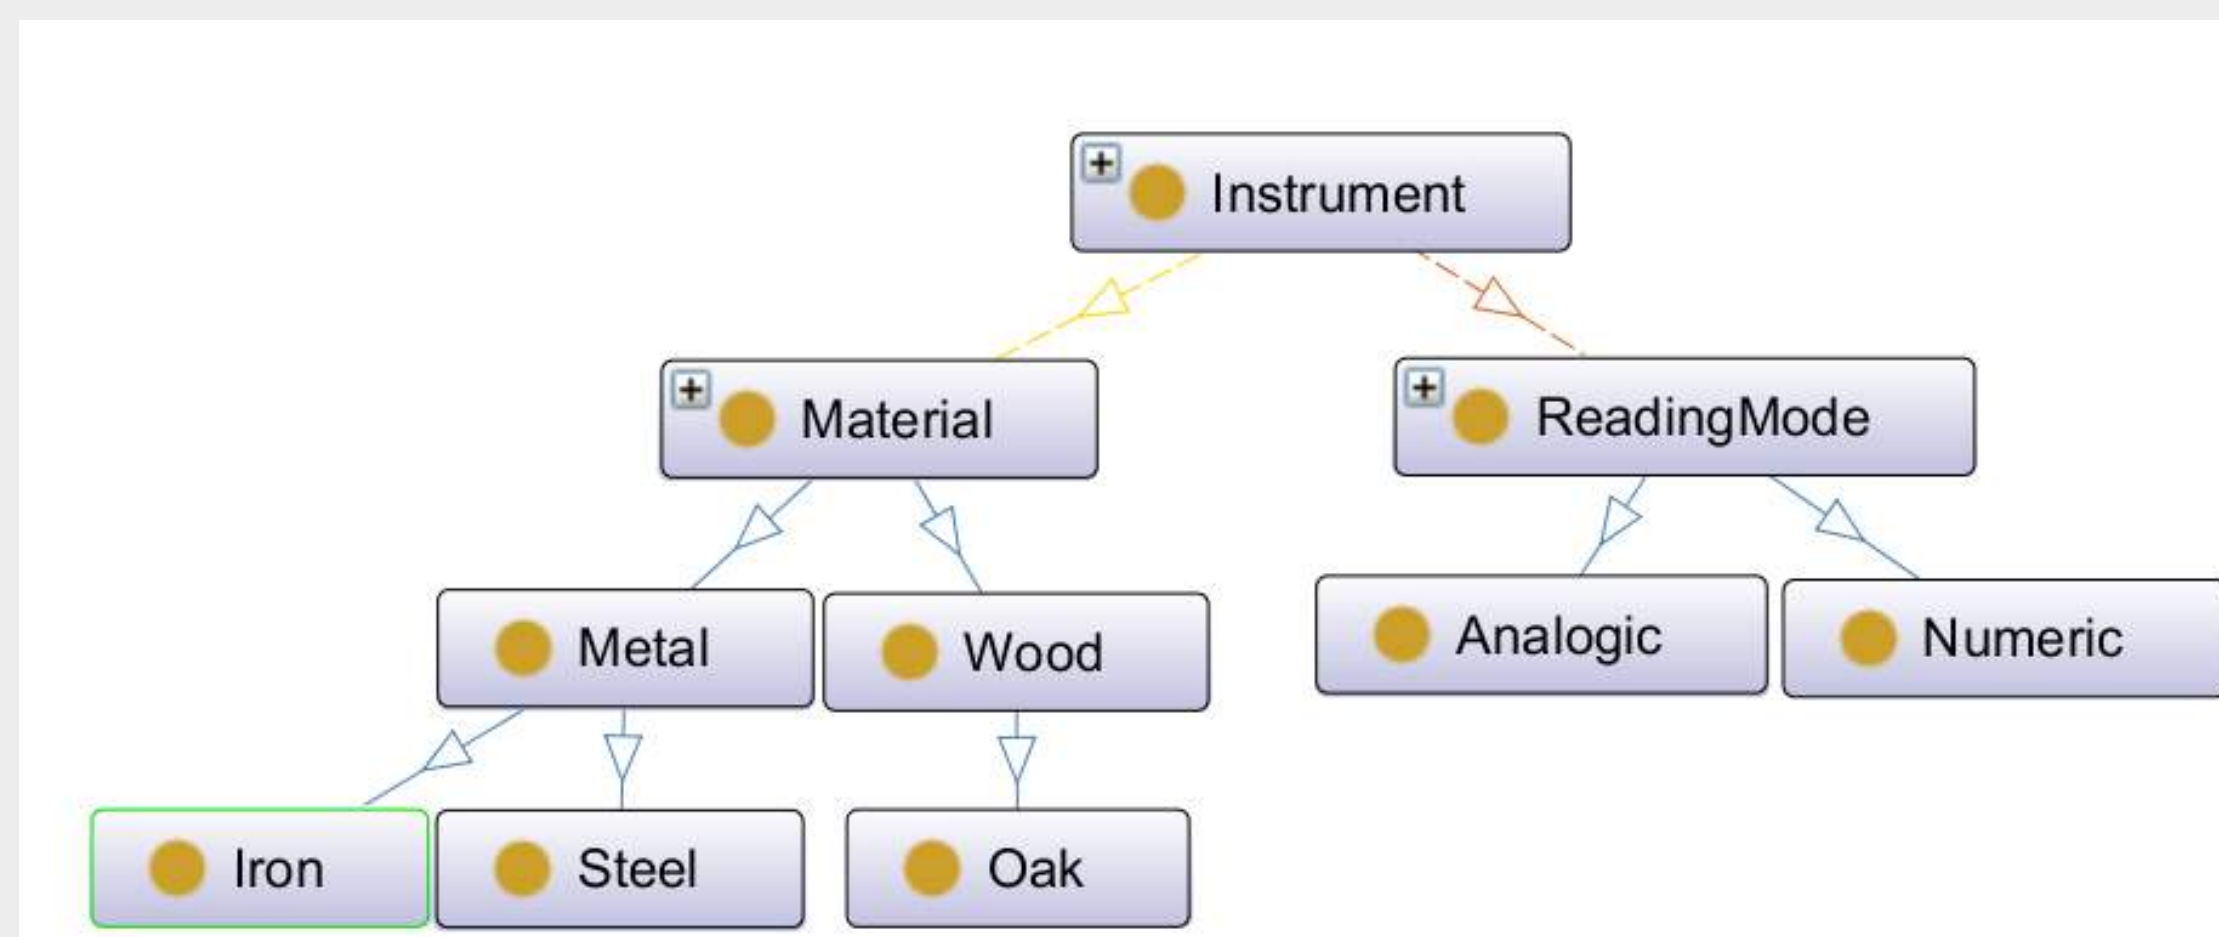 Instrument
Material
ReadingMode
Metal
Wood
Analogic
Numeric
Iron
Steel
Oak